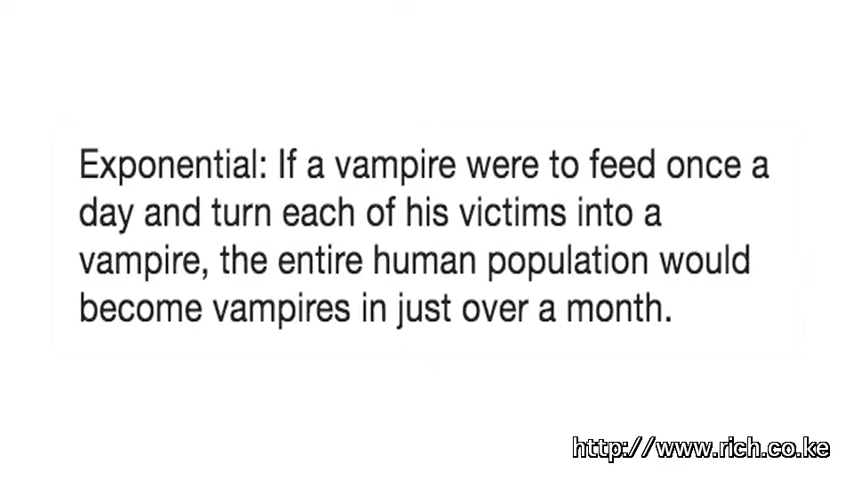 Exponential: If a vampire were to feed once a
day and turn each of his victims into a
vampire, the entire human population would
become vampires in just over a month.
http://www.rich.co.ke